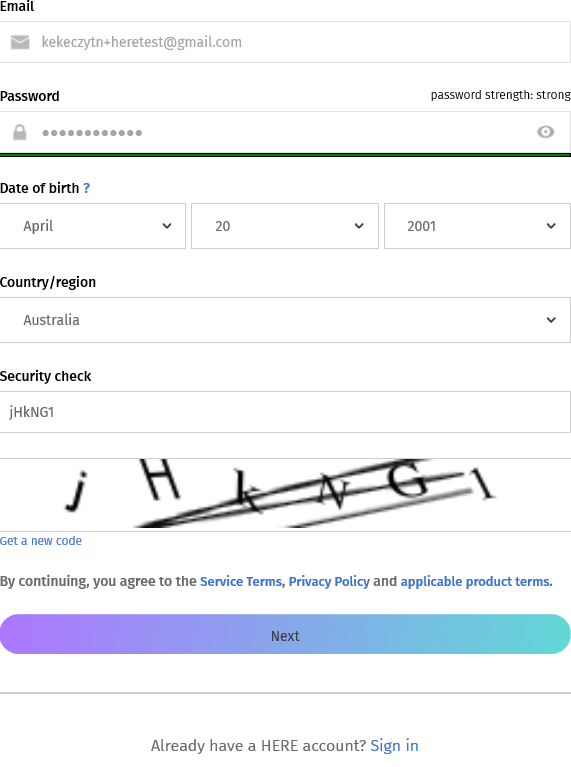 Email
kekeczytn+heretest@gmail.com
Password password strength: strong
••••••••••••
Date of birth ?
April 20 2001
Country/region
Australia
Security check
jHkNG1
j H k N G 1
Get a new code
By continuing, you agree to the Service Terms, Privacy Policy and applicable product terms.
Next
Already have a HERE account? Sign in